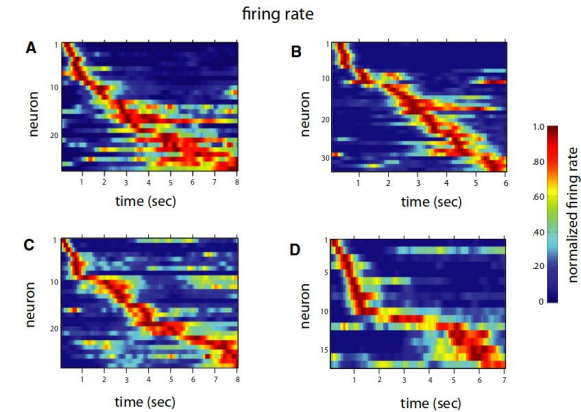 firing rate
A
B
1
10
20
neuron
1 2 3 4 5 6 7 8
time (sec)
1
10
20
30
neuron
1 2 3 4 5 6
time (sec)
C
D
1
10
20
neuron
1 2 3 4 5 6 7 8
time (sec)
1
5
10
15
neuron
1 2 3 4 5 6 7
time (sec)
1.0
.80
.60
.40
.20
0
normalized firing rate